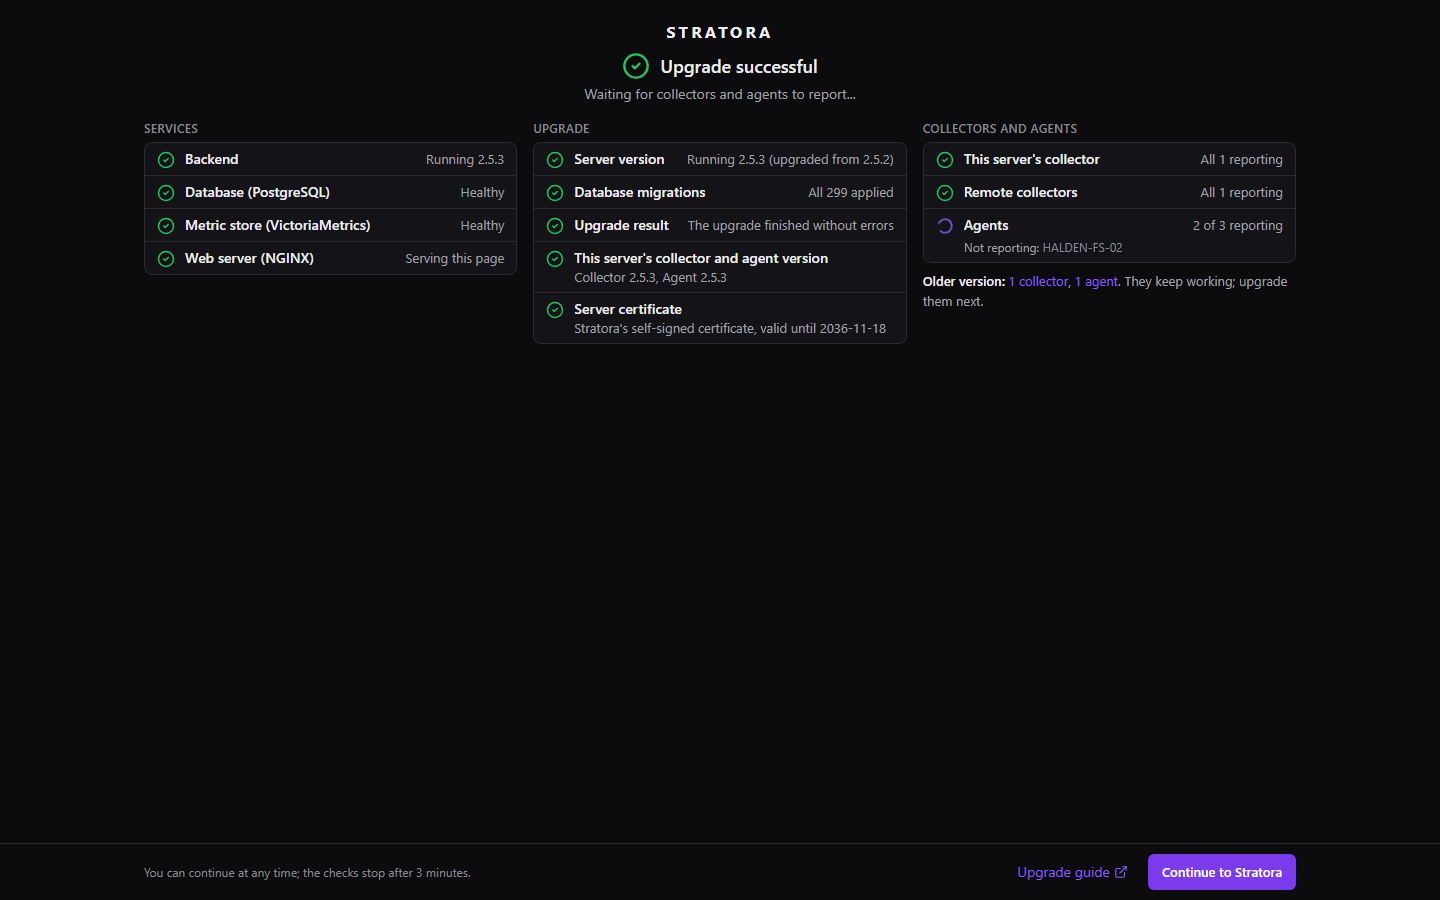 STRATORA
Upgrade successful
Waiting for collectors and agents to report...
SERVICES
Backend Running 2.5.3
Database (PostgreSQL) Healthy
Metric store (VictoriaMetrics) Healthy
Web server (NGINX) Serving this page
UPGRADE
Server version Running 2.5.3 (upgraded from 2.5.2)
Database migrations All 299 applied
Upgrade result The upgrade finished without errors
This server's collector and agent version
Collector 2.5.3, Agent 2.5.3
Server certificate
Stratora's self-signed certificate, valid until 2036-11-18
COLLECTORS AND AGENTS
This server's collector All 1 reporting
Remote collectors All 1 reporting
Agents 2 of 3 reporting
Not reporting: HALDEN-FS-02
Older version: 1 collector, 1 agent. They keep working; upgrade
them next.
You can continue at any time; the checks stop after 3 minutes.
Upgrade guide
Continue to Stratora